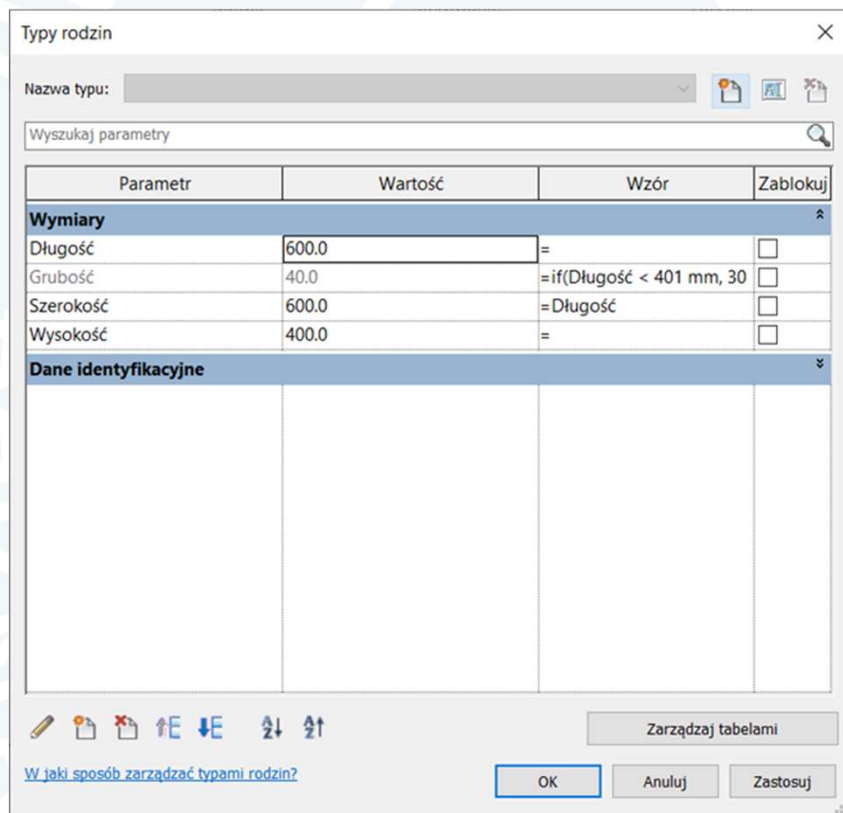 Typy rodzin
Nazwa typu:
Wyszukaj parametry
Parametr Wartość Wzór Zablokuj
Wymiary
Długość 600.0 =
Grubość 40.0 =if(Długość < 401 mm, 30
Szerokość 600.0 =Długość
Wysokość 400.0 =
Dane identyfikacyjne
Zarządzaj tabelami
W jaki sposób zarządzać typami rodzin?
OK Anuluj Zastosuj